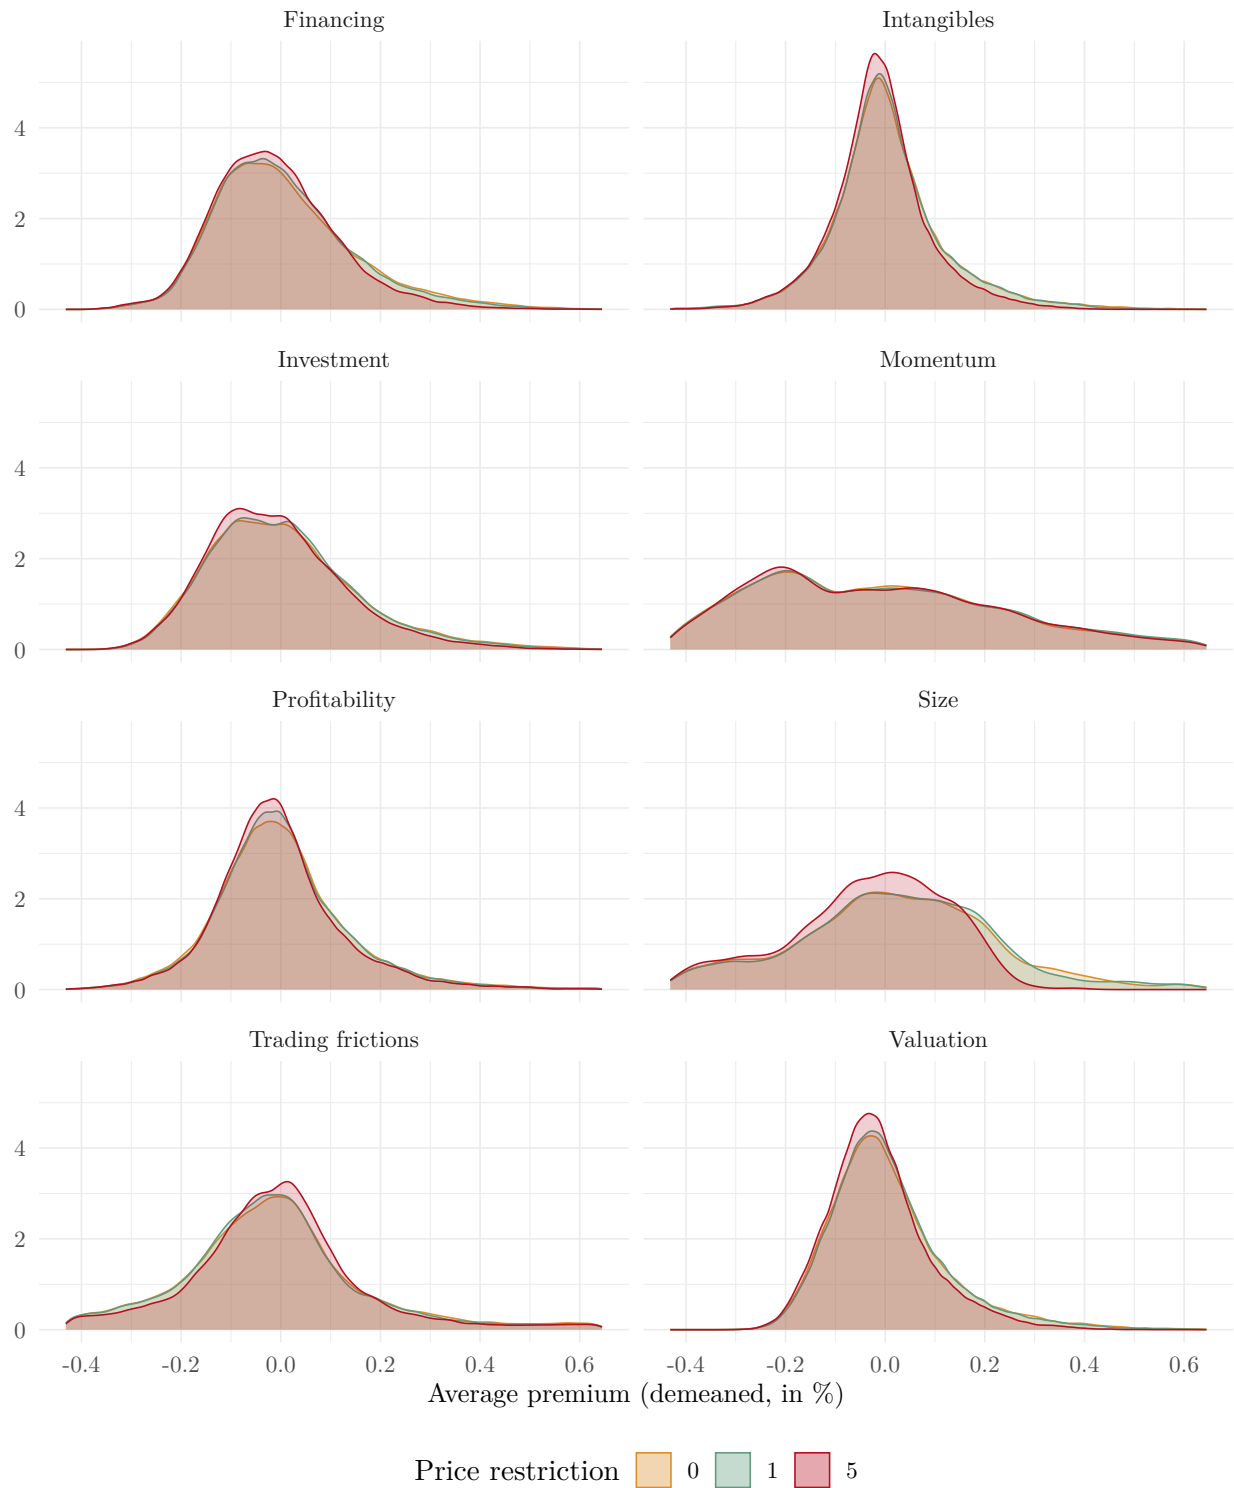 Financing
Intangibles
4
2
0
Investment
Momentum
4
2
0
Profitability
Size
4
2
0
Trading frictions
Valuation
4
2
0
-0.4 -0.2 0.0 0.2 0.4 0.6
-0.4 -0.2 0.0 0.2 0.4 0.6
Average premium (demeaned, in %)
Price restriction 0 1 5